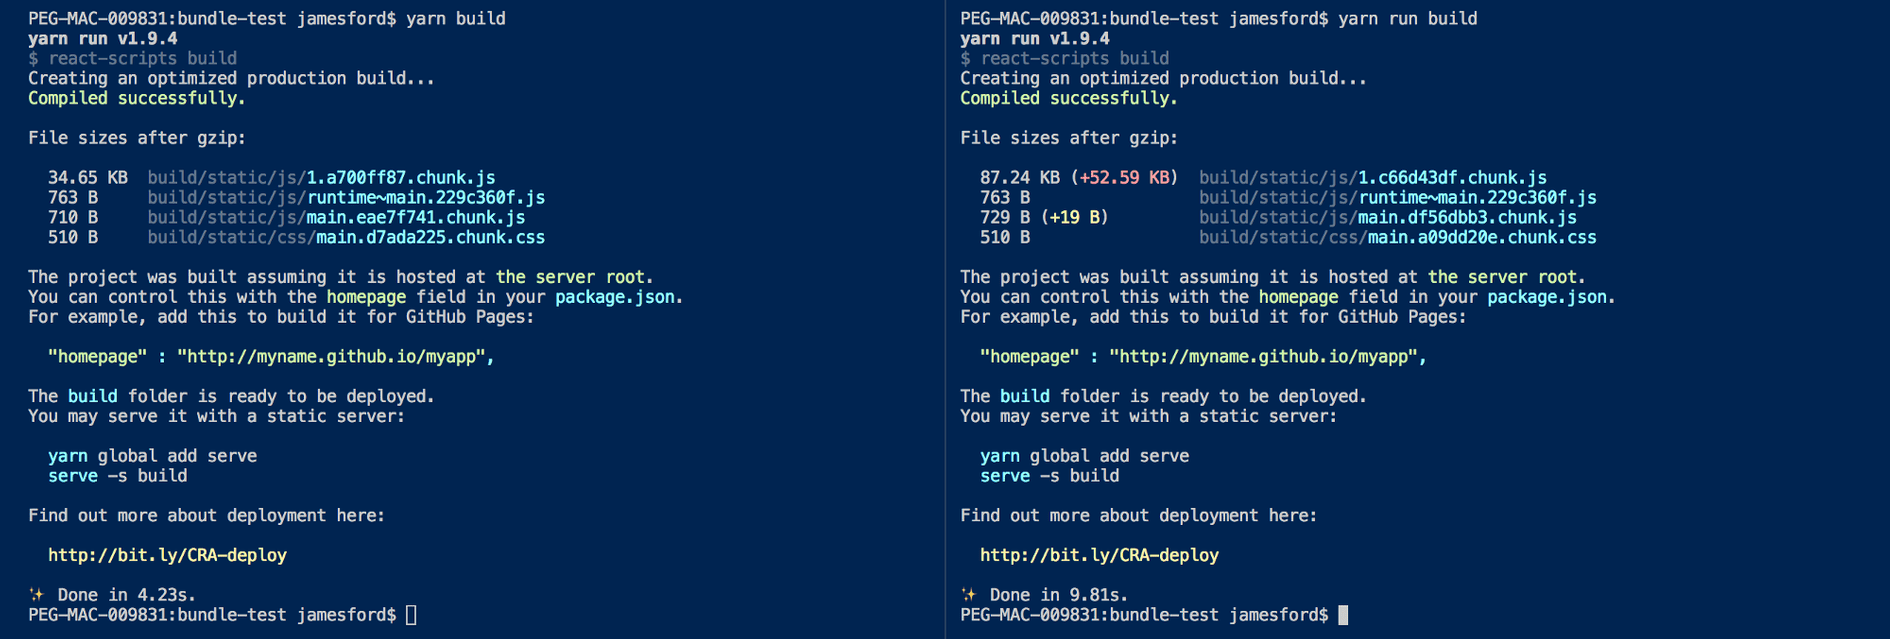 PEG-MAC-009831:bundle-test jamesford$ yarn build
yarn run v1.9.4
$ react-scripts build
Creating an optimized production build...
Compiled successfully.
File sizes after gzip:
34.65 KB  build/static/js/1.a700ff87.chunk.js
763 B     build/static/js/runtime~main.229c360f.js
710 B     build/static/js/main.eae7f741.chunk.js
510 B     build/static/css/main.d7ada225.chunk.css
The project was built assuming it is hosted at the server root.
You can control this with the homepage field in your package.json.
For example, add this to build it for GitHub Pages:
"homepage" : "http://myname.github.io/myapp",
The build folder is ready to be deployed.
You may serve it with a static server:
yarn global add serve
serve -s build
Find out more about deployment here:
http://bit.ly/CRA-deploy
✨ Done in 4.23s.
PEG-MAC-009831:bundle-test jamesford$
PEG-MAC-009831:bundle-test jamesford$ yarn run build
yarn run v1.9.4
$ react-scripts build
Creating an optimized production build...
Compiled successfully.
File sizes after gzip:
87.24 KB (+52.59 KB)  build/static/js/1.c66d43df.chunk.js
763 B                 build/static/js/runtime~main.229c360f.js
729 B (+19 B)         build/static/js/main.df56dbb3.chunk.js
510 B                 build/static/css/main.a09dd20e.chunk.css
The project was built assuming it is hosted at the server root.
You can control this with the homepage field in your package.json.
For example, add this to build it for GitHub Pages:
"homepage" : "http://myname.github.io/myapp",
The build folder is ready to be deployed.
You may serve it with a static server:
yarn global add serve
serve -s build
Find out more about deployment here:
http://bit.ly/CRA-deploy
✨ Done in 9.81s.
PEG-MAC-009831:bundle-test jamesford$